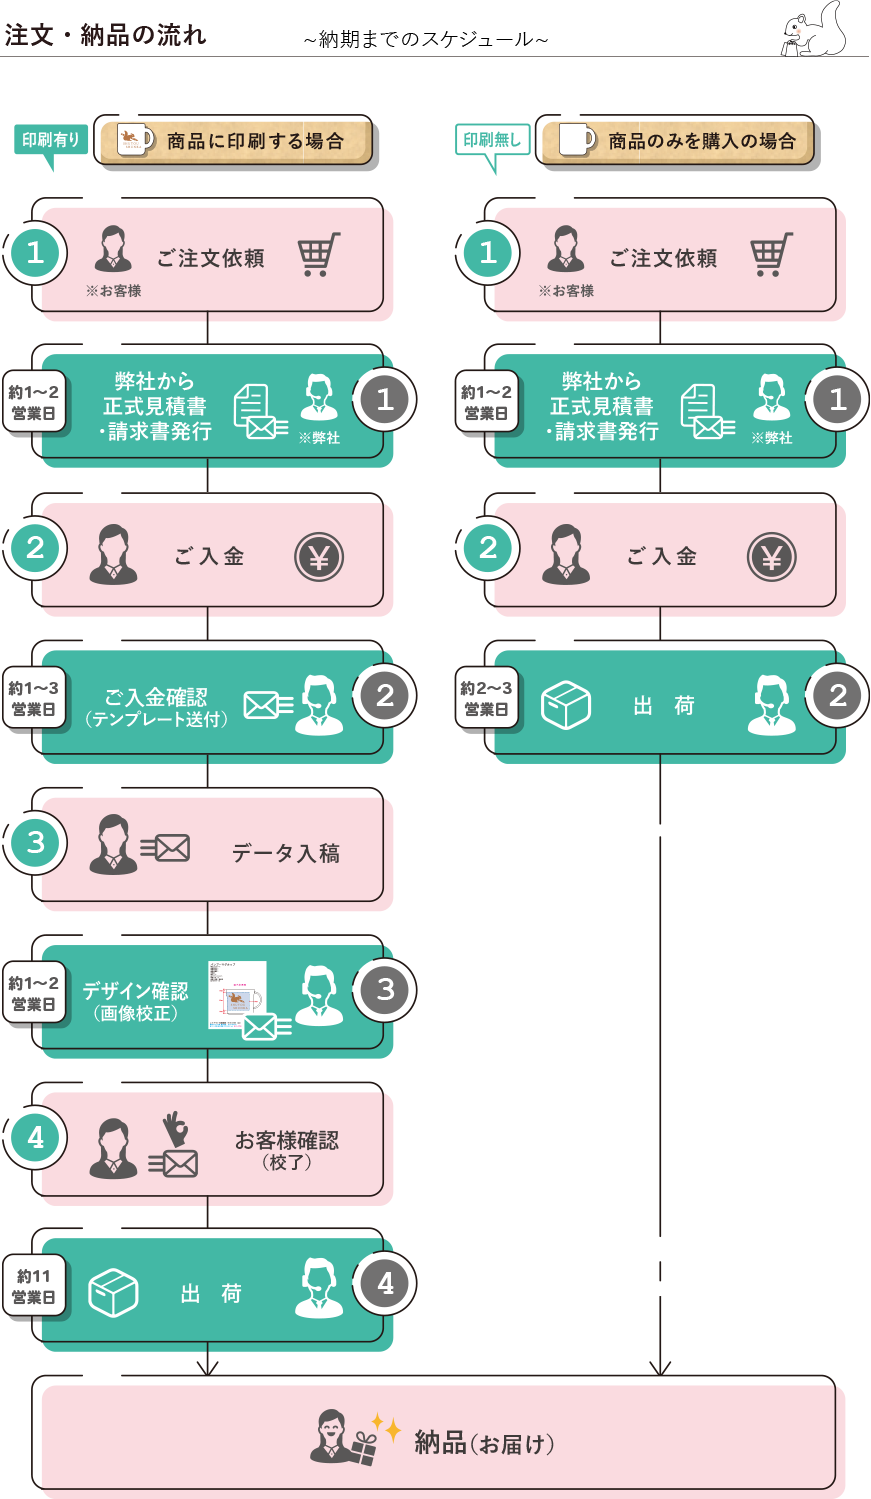 注文・納品の流れ
~納期までのスケジュール~
印刷有り
商品に印刷する場合
1
ご注文依頼
※お客様
約1〜2
営業日
弊社から
正式見積書
・請求書発行
※弊社
1
2
ご入金
¥
約1〜3
営業日
ご入金確認
（テンプレート送付）
2
3
データ入稿
約1〜2
営業日
デザイン確認
（画像校正）
3
4
お客様確認
（校了）
約11
営業日
出 荷
4
印刷無し
商品のみを購入の場合
1
ご注文依頼
※お客様
約1〜2
営業日
弊社から
正式見積書
・請求書発行
※弊社
1
2
ご入金
¥
約2〜3
営業日
出 荷
2
納品（お届け）